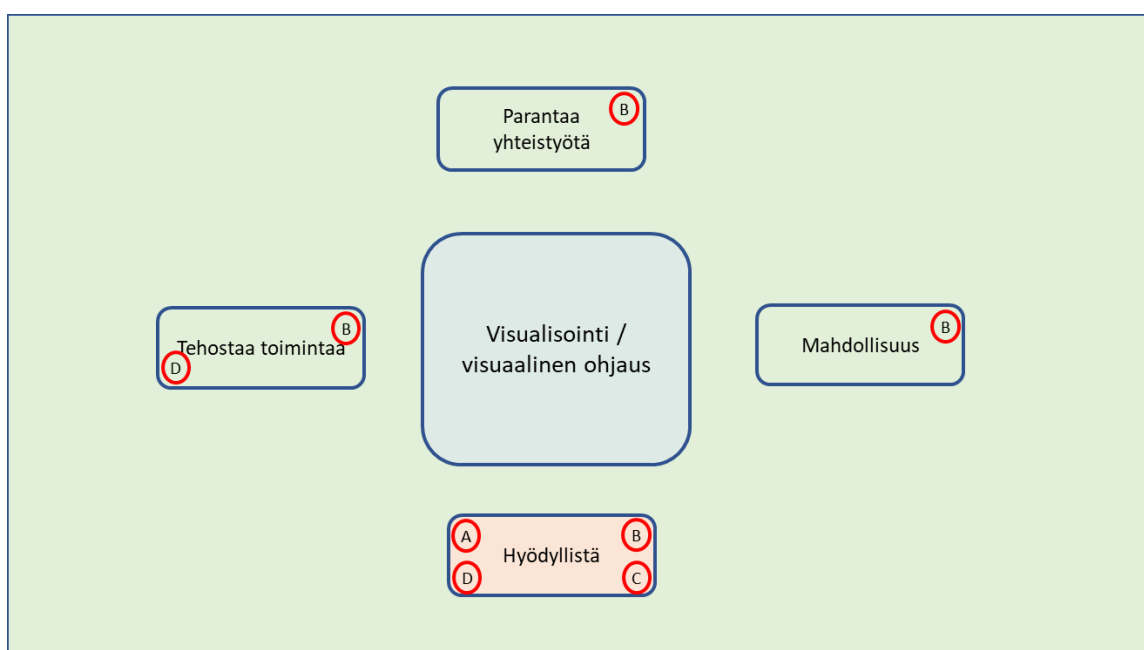 Parantaa
yhteistyötä
B
Tehostaa toimintaa
B
D
Visualisointi /
visuaalinen ohjaus
Mahdollisuus
B
A
B
Hyödyllistä
D
C